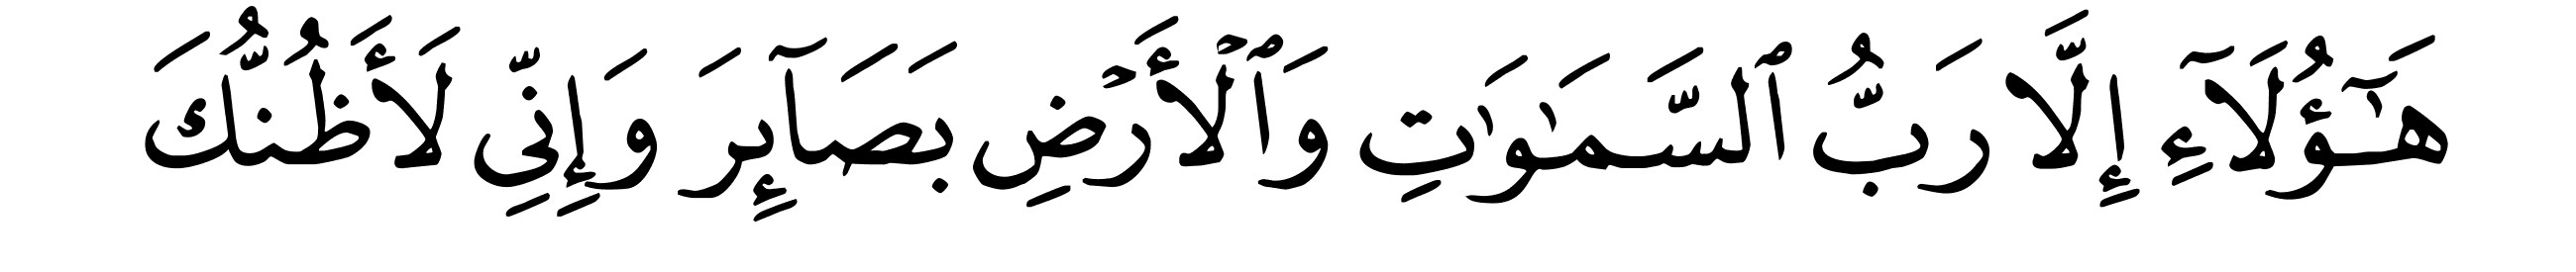 هَـٰٓؤُلَآءِ إِلَّا رَبُّ ٱلسَّمَـٰوَٰتِ وَٱلْأَرْضِ بَصَآئِرَ وَإِنِّى لَأَظُنُّكَ